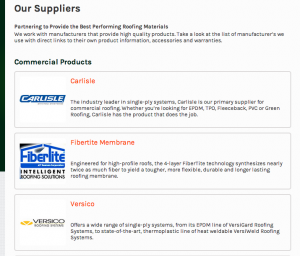 Our Suppliers
Partnering to Provide the Best Performing Roofing Materials
We work with manufacturers that provide high quality products. Take a look at the list of manufacturer's we
use with direct links to their own product information, accessories and warranties.
Commercial Products
Carlisle
CARLISLE
The industry leader in single-ply systems, Carlisle is our primary supplier for
commercial roofing. Whether you're looking for EPDM, TPO, Fleeceback, PVC or Green
Roofing, Carlisle has the product that does the job.
Fibertite Membrane
Fibertite
INTELLIGENT
ROOFING SOLUTIONS
Engineered for high-profile roofs, the 4-layer FiberTite technology synthesizes nearly
twice as much fiber to yield a tougher, more flexible, durable and longer lasting
roofing membrane.
Versico
VERSICO
ROOFING SYSTEMS
Offers a wide range of single-ply systems, from its EPDM line of VersiGard Roofing
Systems, to state-of-the-art, thermoplastic line of heat weldable VersiWeld Roofing
Systems.